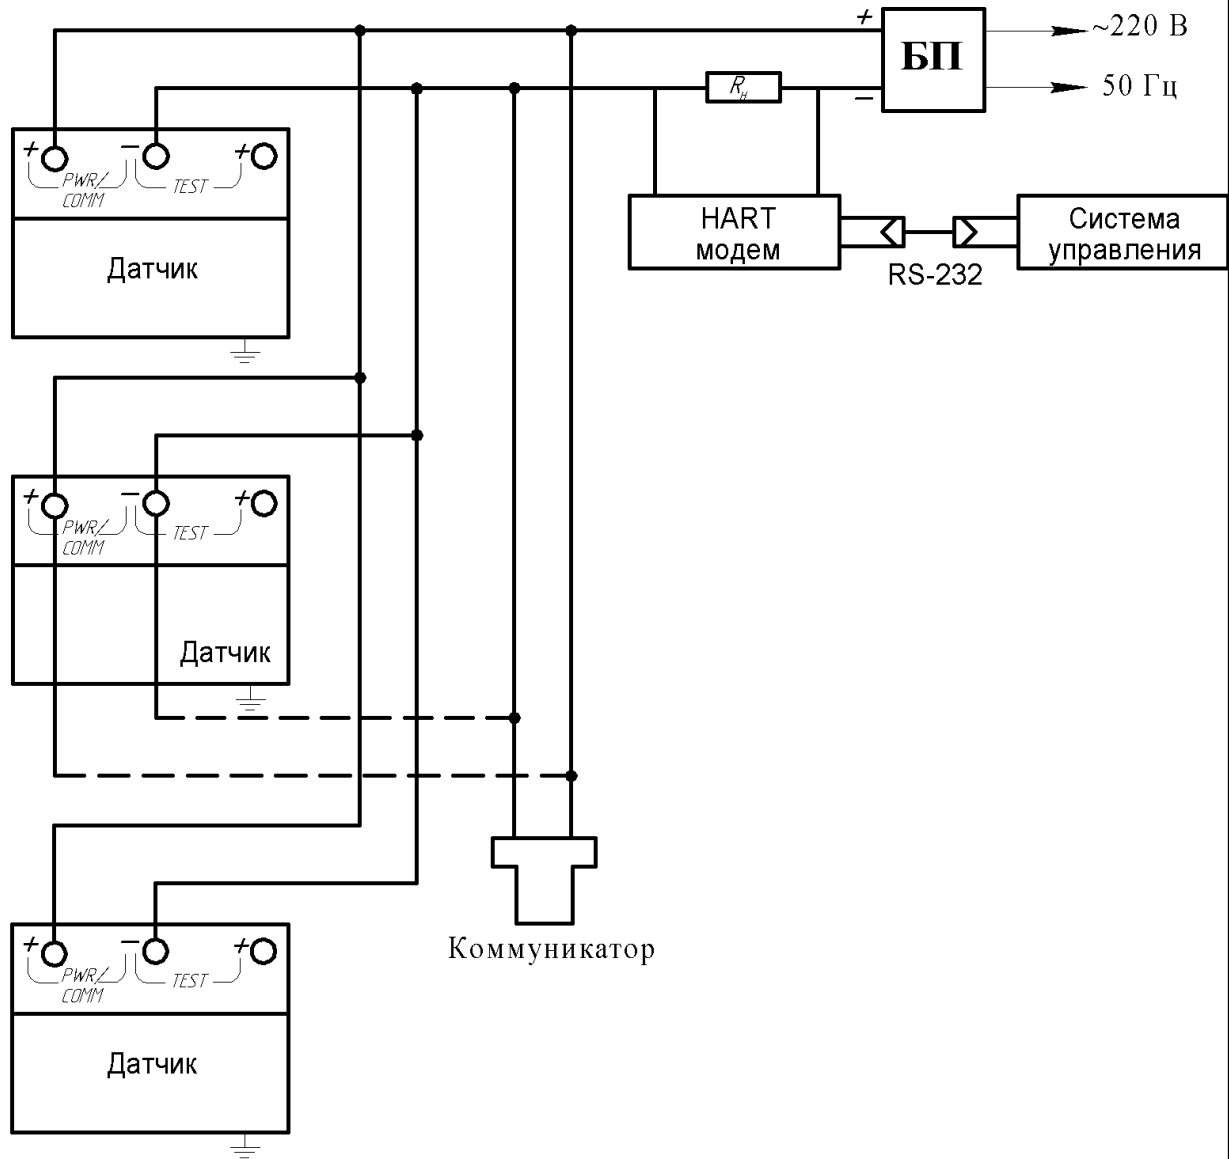 +
БП
~220 В
–
50 Гц
Rн
+ – +
PWR/
COMM
TEST
Датчик
HART
модем
RS-232
Система
управления
+ – +
PWR/
COMM
TEST
Датчик
Коммуникатор
+ – +
PWR/
COMM
TEST
Датчик